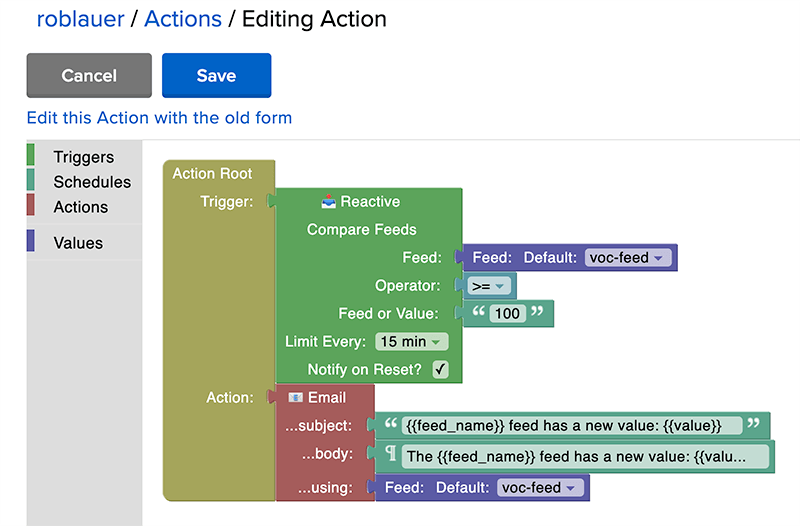 roblauer / Actions / Editing Action
Cancel Save
Edit this Action with the old form
Triggers
Schedules
Actions
Values
Action Root
Trigger: Reactive
Compare Feeds
Feed: Feed: Default: voc-feed
Operator: >=
Feed or Value: “ 100 ”
Limit Every: 15 min
Notify on Reset? ✓
Action: Email
...subject: “ {{feed_name}} feed has a new value: {{value}} ”
...body: ¶ The {{feed_name}} feed has a new value: {{valu...
...using: Feed: Default: voc-feed